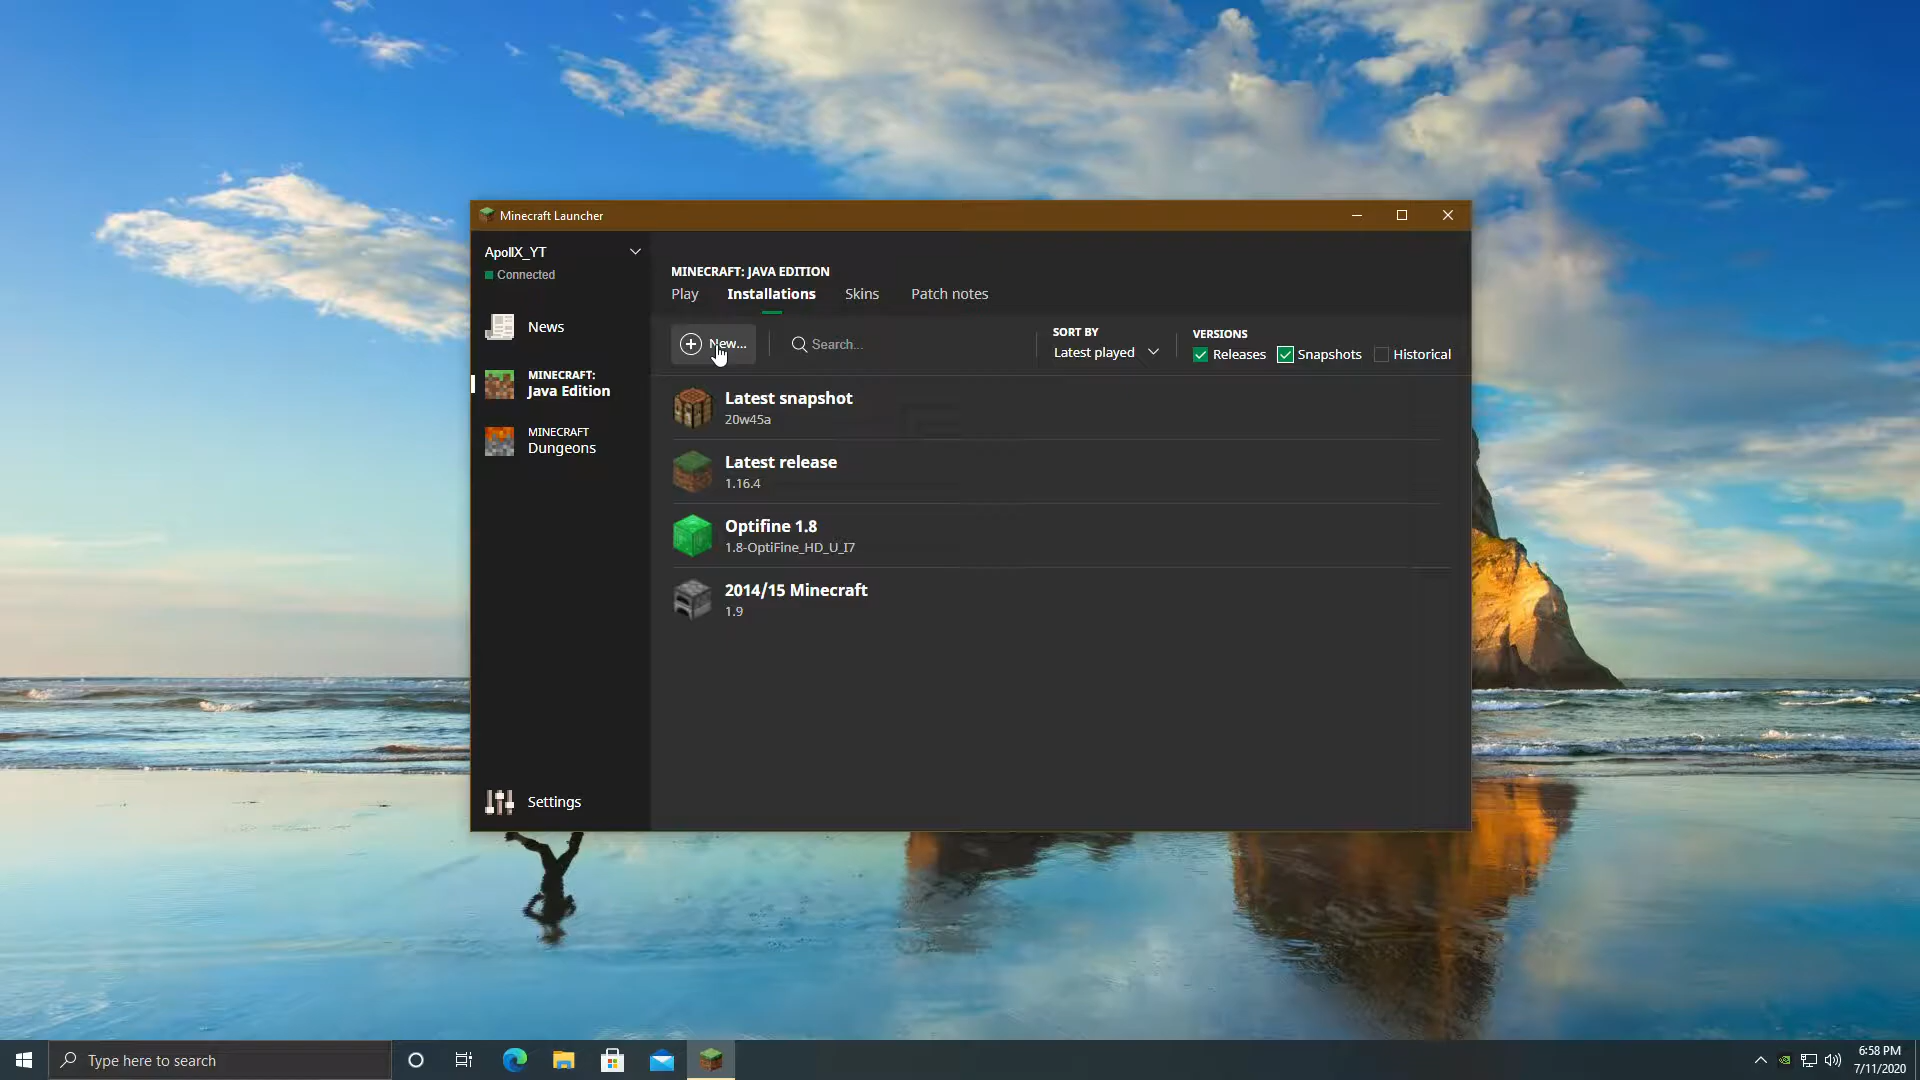 Minecraft Launcher
ApollX_YT
Connected
News
MINECRAFT:
Java Edition
MINECRAFT
Dungeons
Settings
MINECRAFT: JAVA EDITION
Play Installations Skins Patch notes
New...
Search...
SORT BY
Latest played
VERSIONS
Releases Snapshots Historical
Latest snapshot
20w45a
Latest release
1.16.4
Optifine 1.8
1.8-OptiFine_HD_U_I7
2014/15 Minecraft
1.9
Type here to search
6:58 PM
7/11/2020